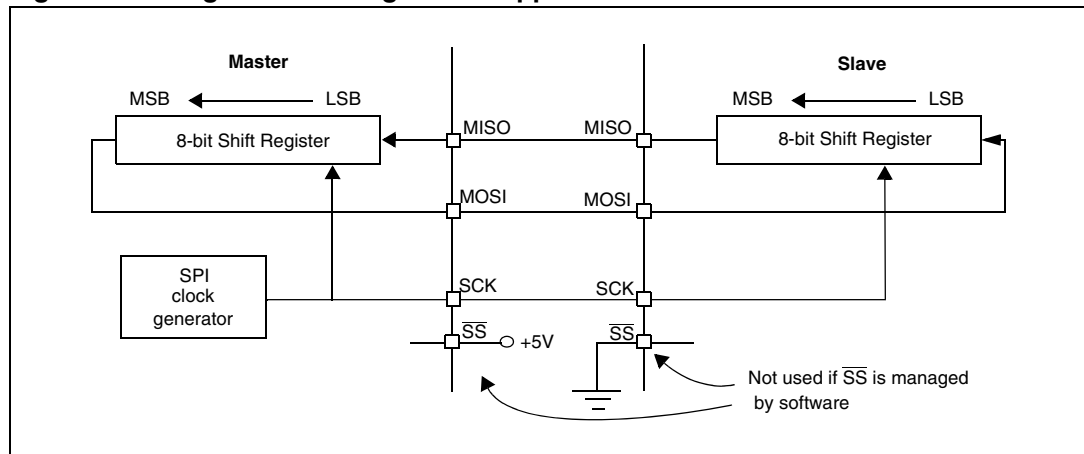 Master
Slave
MSB LSB
MSB LSB
8-bit Shift Register
MISO MISO
8-bit Shift Register
MOSI MOSI
SPI
clock
generator
SCK SCK
SS +5V
SS
Not used if SS is managed
by software